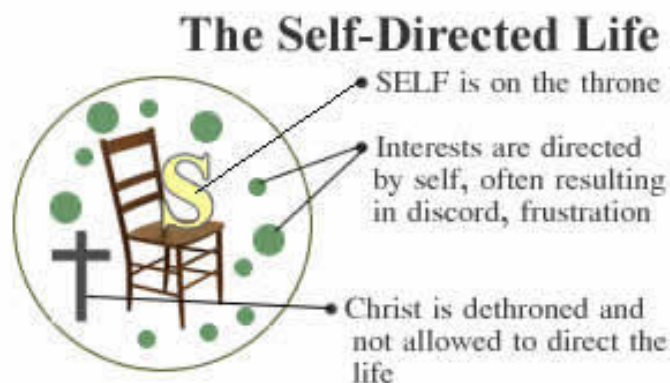 The Self-Directed Life
SELF is on the throne
S
Interests are directed
by self, often resulting
in discord, frustration
Christ is dethroned and
not allowed to direct the
life